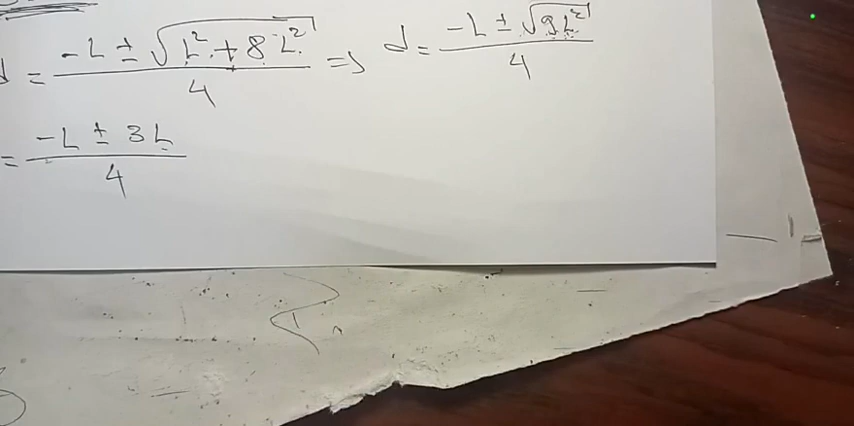 d = (-L ± √(L² + 8L²)) / 4 ⇒ d = (-L ± √(9L²)) / 4
= (-L ± 3L) / 4